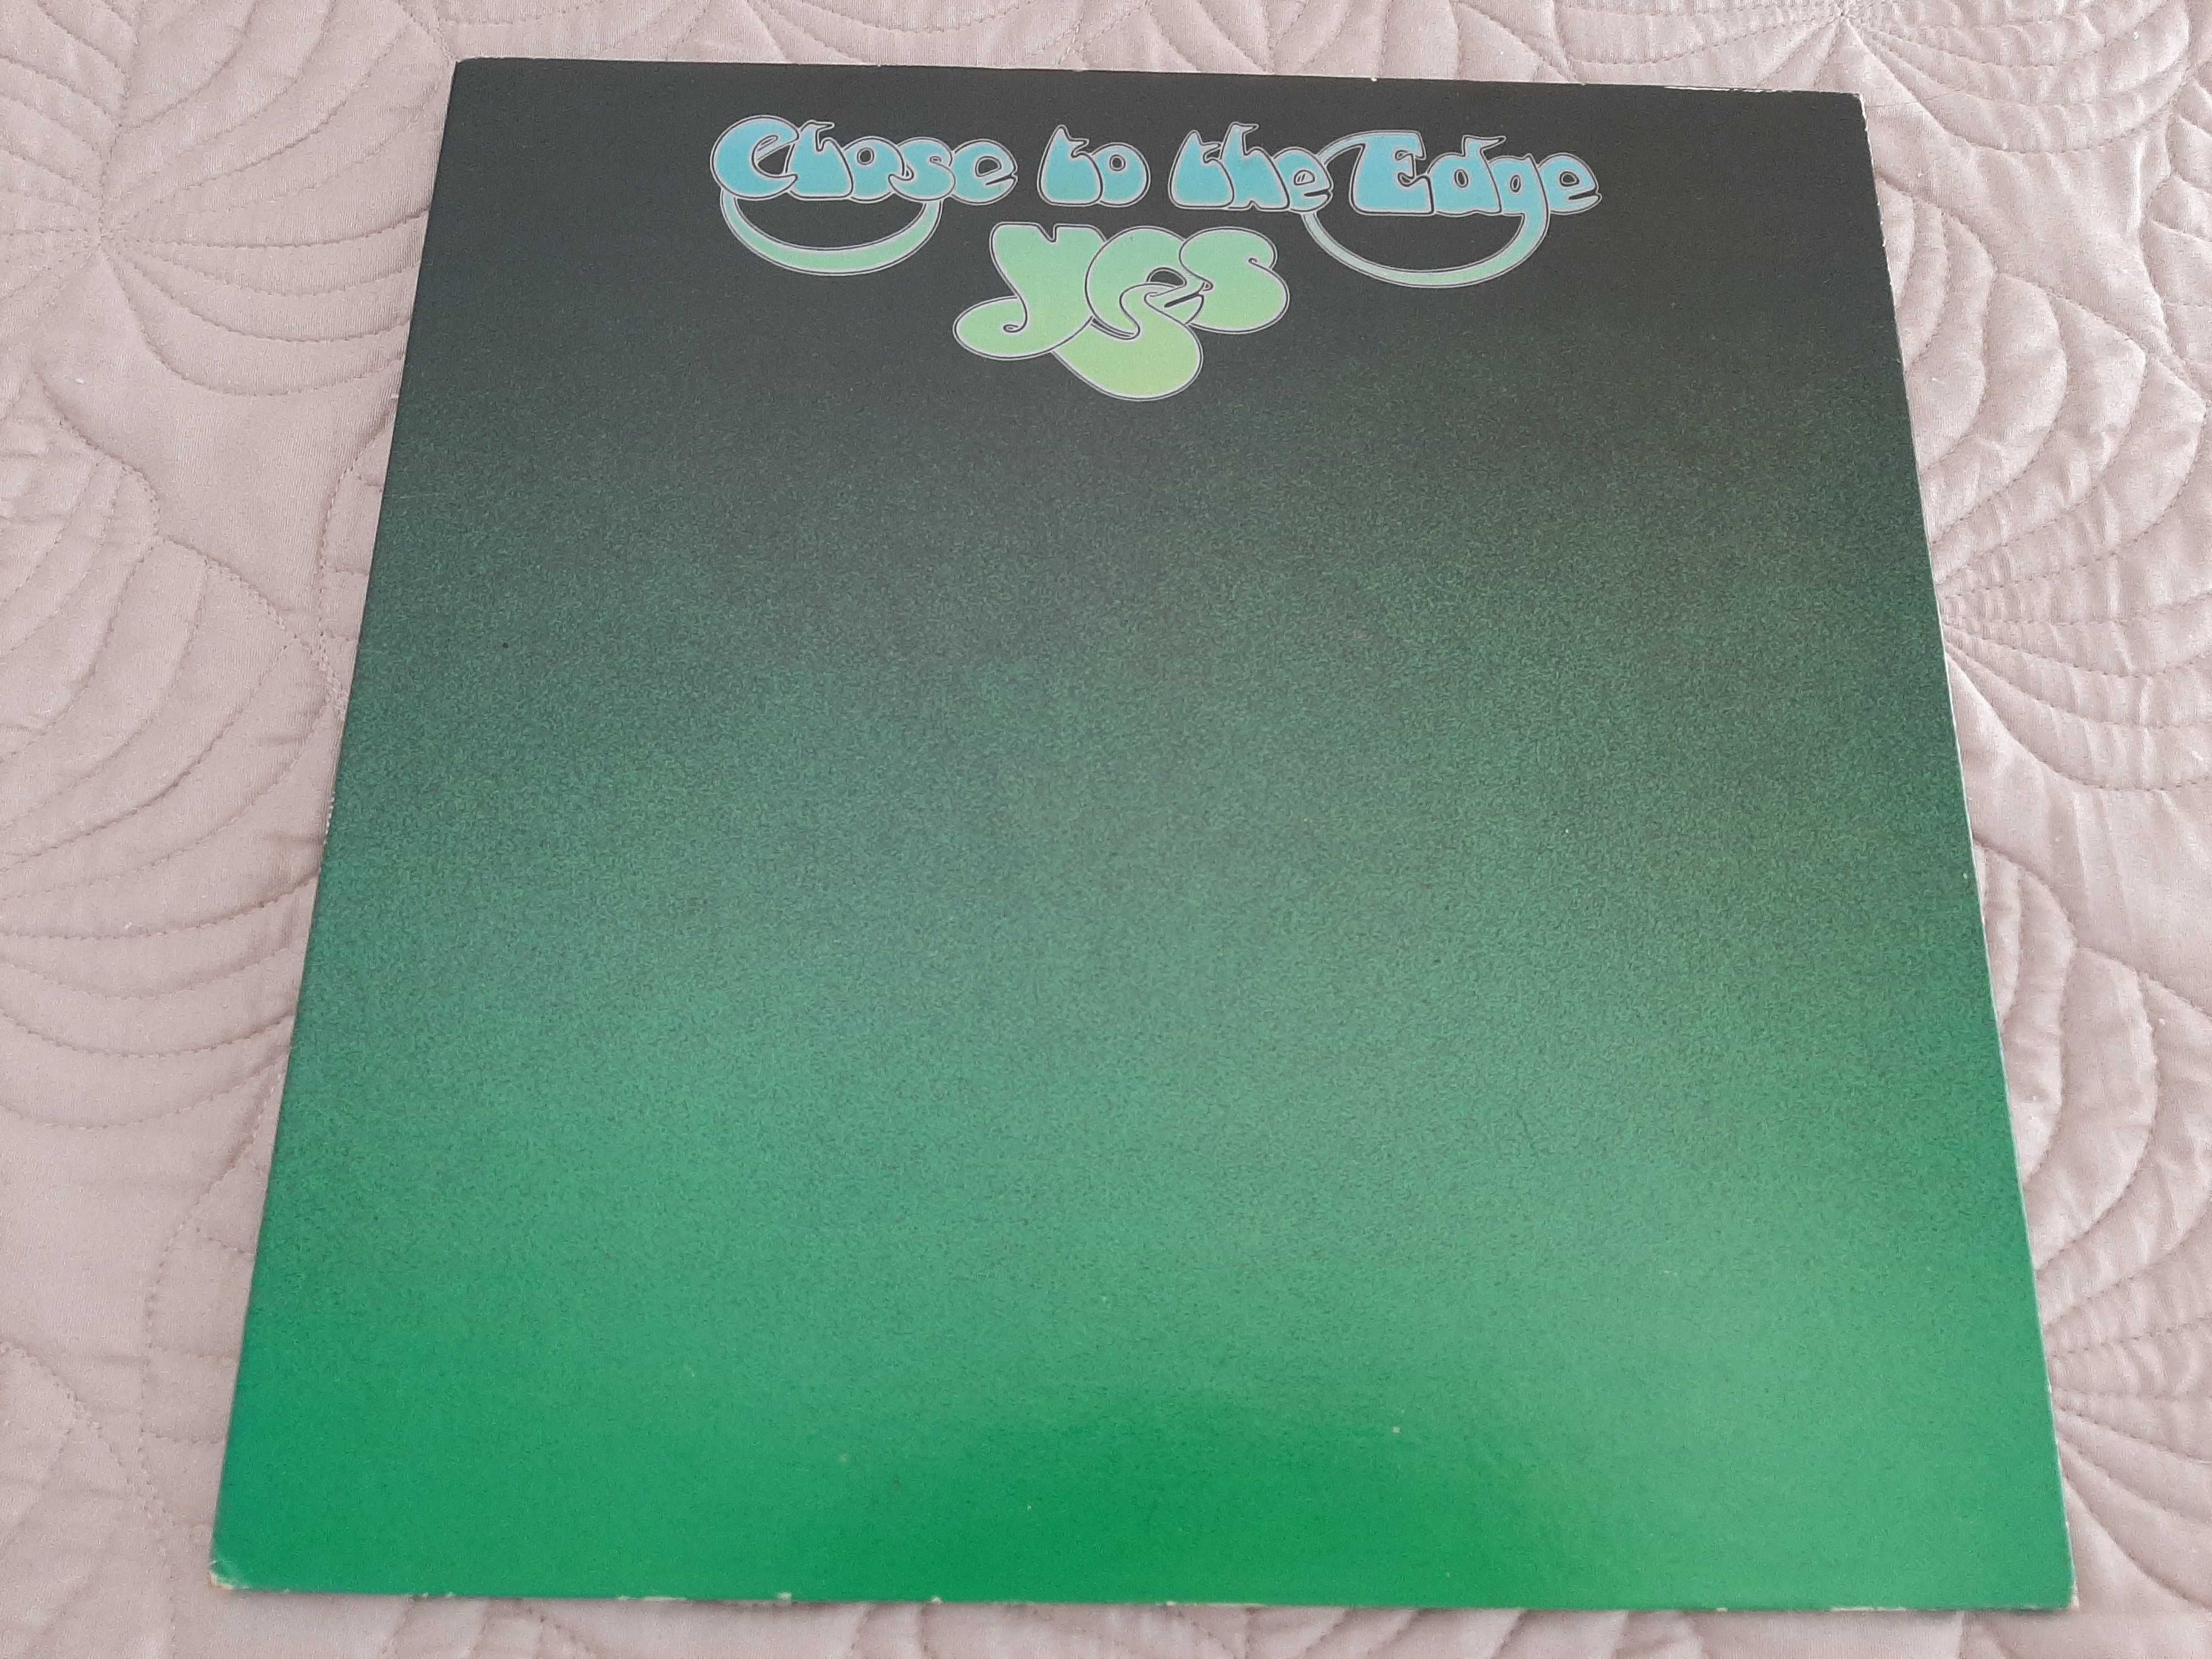 Close to the Edge
Yes